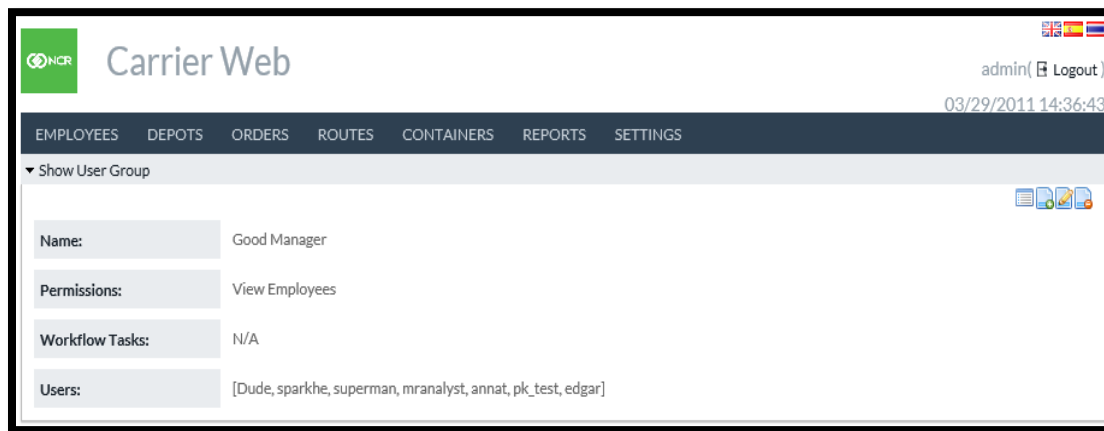 NCR
Carrier Web
admin( Logout )
03/29/2011 14:36:43
EMPLOYEES DEPOTS ORDERS ROUTES CONTAINERS REPORTS SETTINGS
Show User Group
Name: Good Manager
Permissions: View Employees
Workflow Tasks: N/A
Users: [Dude, sparkhe, superman, mranalyst, annat, pk_test, edgar]